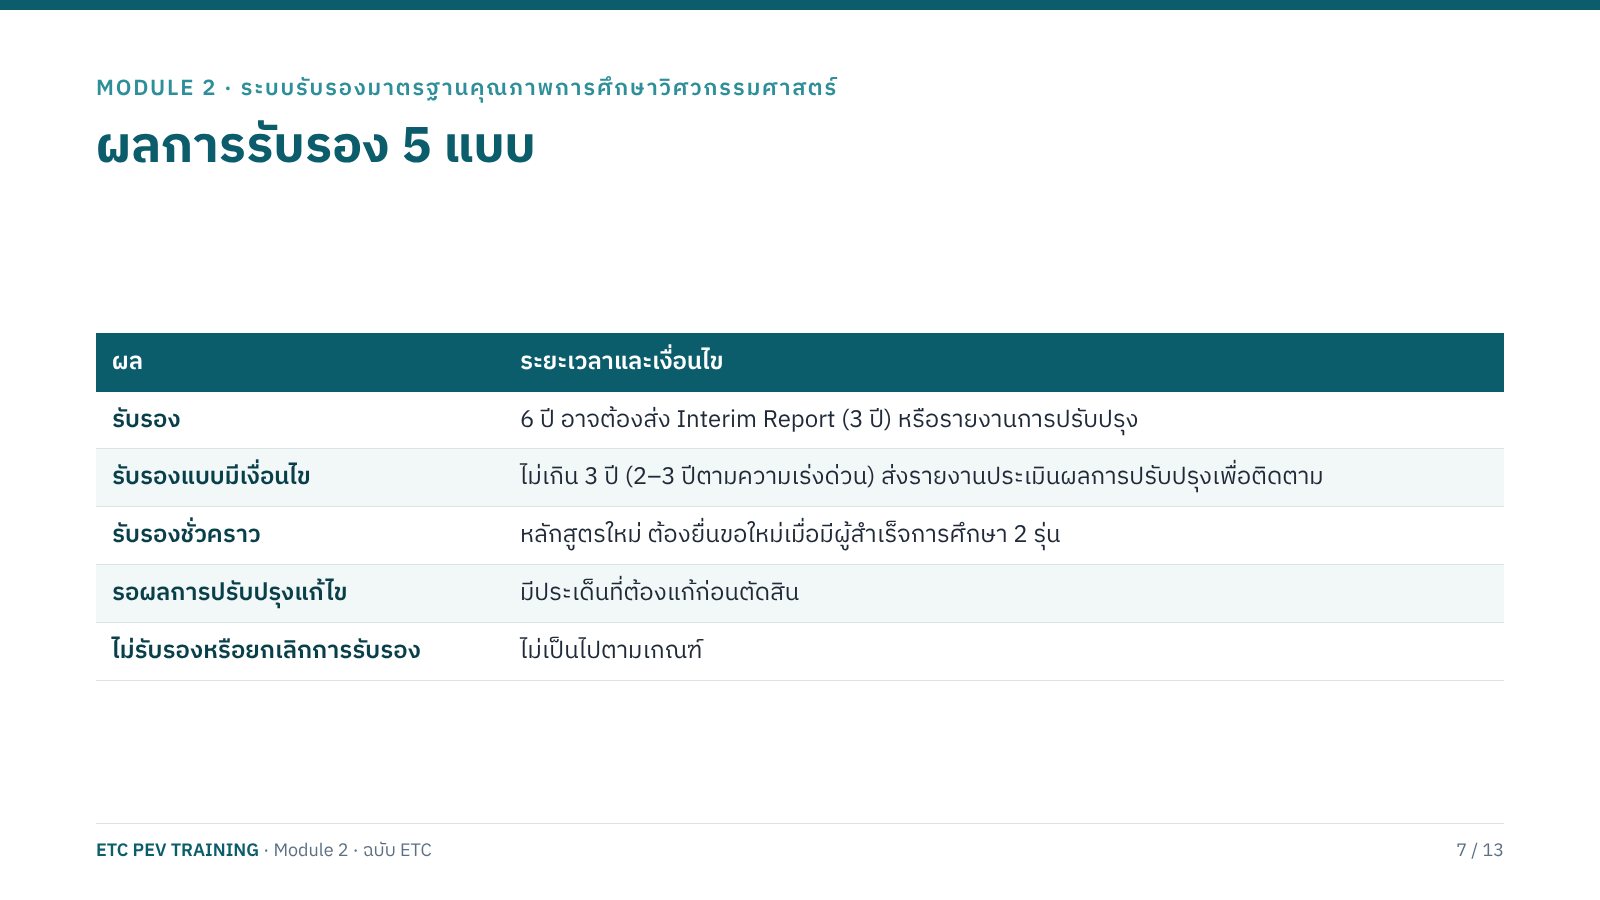 MODULE 2 · ระบบรับรองมาตรฐานคุณภาพการศึกษาวิศวกรรมศาสตร์
ผลการรับรอง 5 แบบ
ผล ระยะเวลาและเงื่อนไข
รับรอง 6 ปี อาจต้องส่ง Interim Report (3 ปี) หรือรายงานการปรับปรุง
รับรองแบบมีเงื่อนไข ไม่เกิน 3 ปี (2–3 ปีตามความเร่งด่วน) ส่งรายงานประเมินผลการปรับปรุงเพื่อติดตาม
รับรองชั่วคราว หลักสูตรใหม่ ต้องยื่นขอใหม่เมื่อมีผู้สำเร็จการศึกษา 2 รุ่น
รอผลการปรับปรุงแก้ไข มีประเด็นที่ต้องแก้ก่อนตัดสิน
ไม่รับรองหรือยกเลิกการรับรอง ไม่เป็นไปตามเกณฑ์
ETC PEV TRAINING · Module 2 · ฉบับ ETC 7 / 13